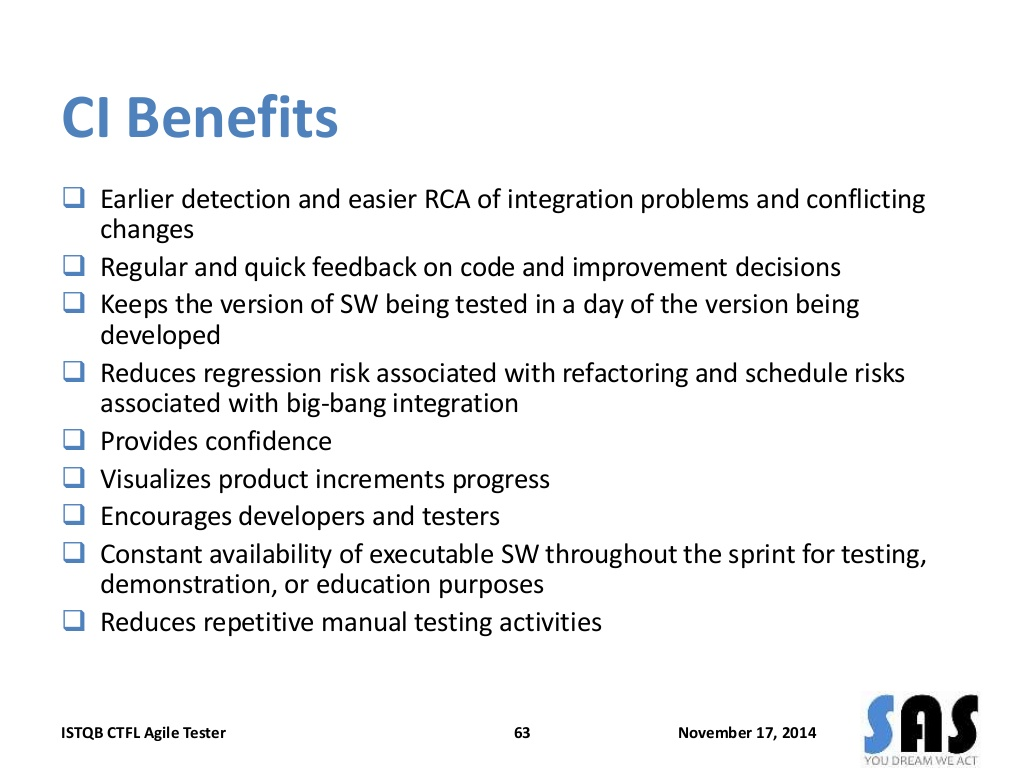 CI Benefits
Earlier detection and easier RCA of integration problems and conflicting
changes
Regular and quick feedback on code and improvement decisions
Keeps the version of SW being tested in a day of the version being
developed
Reduces regression risk associated with refactoring and schedule risks
associated with big-bang integration
Provides confidence
Visualizes product increments progress
Encourages developers and testers
Constant availability of executable SW throughout the sprint for testing,
demonstration, or education purposes
Reduces repetitive manual testing activities
ISTQB CTFL Agile Tester
63
November 17, 2014
SAS
YOU DREAM WE ACT